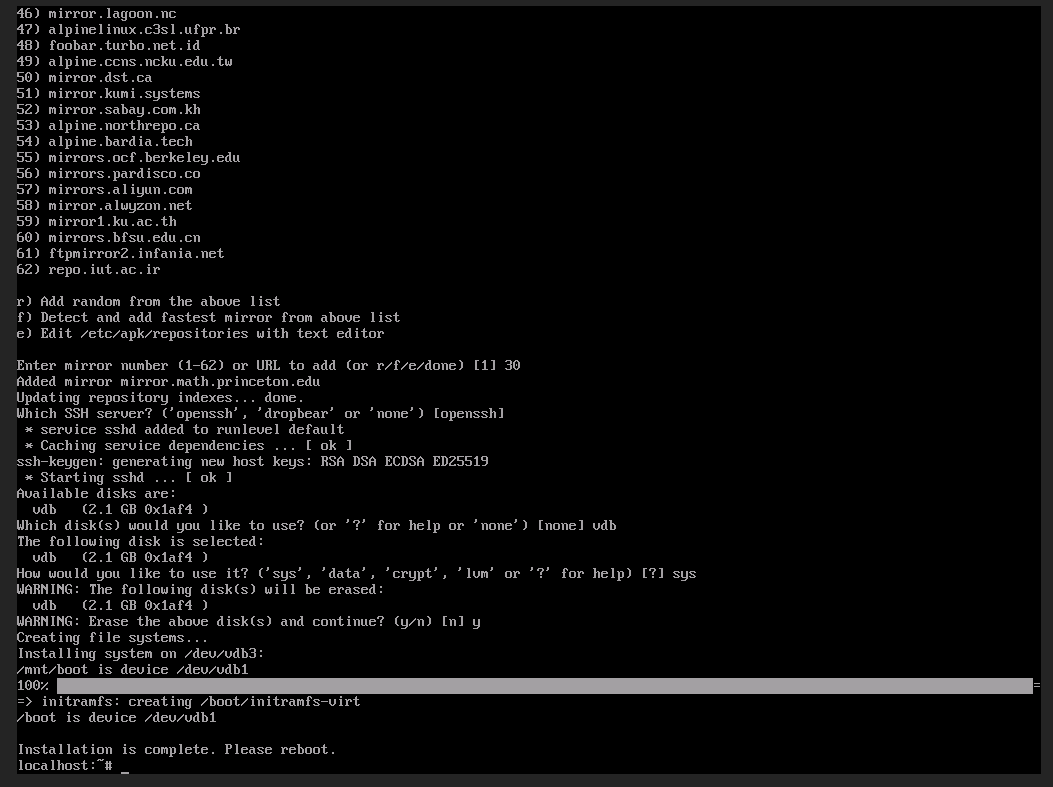 46) mirror.lagoon.nc
47) alpinelinux.c3sl.ufpr.br
48) foobar.turbo.net.id
49) alpine.ccns.ncku.edu.tw
50) mirror.dst.ca
51) mirror.kumi.systems
52) mirror.sabay.com.kh
53) alpine.northrepo.ca
54) alpine.bardia.tech
55) mirrors.ocf.berkeley.edu
56) mirrors.pardisco.co
57) mirrors.aliyun.com
58) mirror.alwyzon.net
59) mirror1.ku.ac.th
60) mirrors.bfsu.edu.cn
61) ftpmirror2.infania.net
62) repo.iut.ac.ir
r) Add random from the above list
f) Detect and add fastest mirror from above list
e) Edit /etc/apk/repositories with text editor
Enter mirror number (1-62) or URL to add (or r/f/e/done) [1] 30
Added mirror mirror.math.princeton.edu
Updating repository indexes... done.
Which SSH server? ('openssh', 'dropbear' or 'none') [openssh]
 * service sshd added to runlevel default
 * Caching service dependencies ... [ ok ]
ssh-keygen: generating new host keys: RSA DSA ECDSA ED25519
 * Starting sshd ... [ ok ]
Available disks are:
  vdb   (2.1 GB 0x1af4 )
Which disk(s) would you like to use? (or '?' for help or 'none') [none] vdb
The following disk is selected:
  vdb   (2.1 GB 0x1af4 )
How would you like to use it? ('sys', 'data', 'crypt', 'lvm' or '?' for help) [?] sys
WARNING: The following disk(s) will be erased:
  vdb   (2.1 GB 0x1af4 )
WARNING: Erase the above disk(s) and continue? (y/n) [n] y
Creating file systems...
Installing system on /dev/vdb3:
/mnt/boot is device /dev/vdb1
100% =
=> initramfs: creating /boot/initramfs-virt
/boot is device /dev/vdb1
Installation is complete. Please reboot.
localhost:~# _